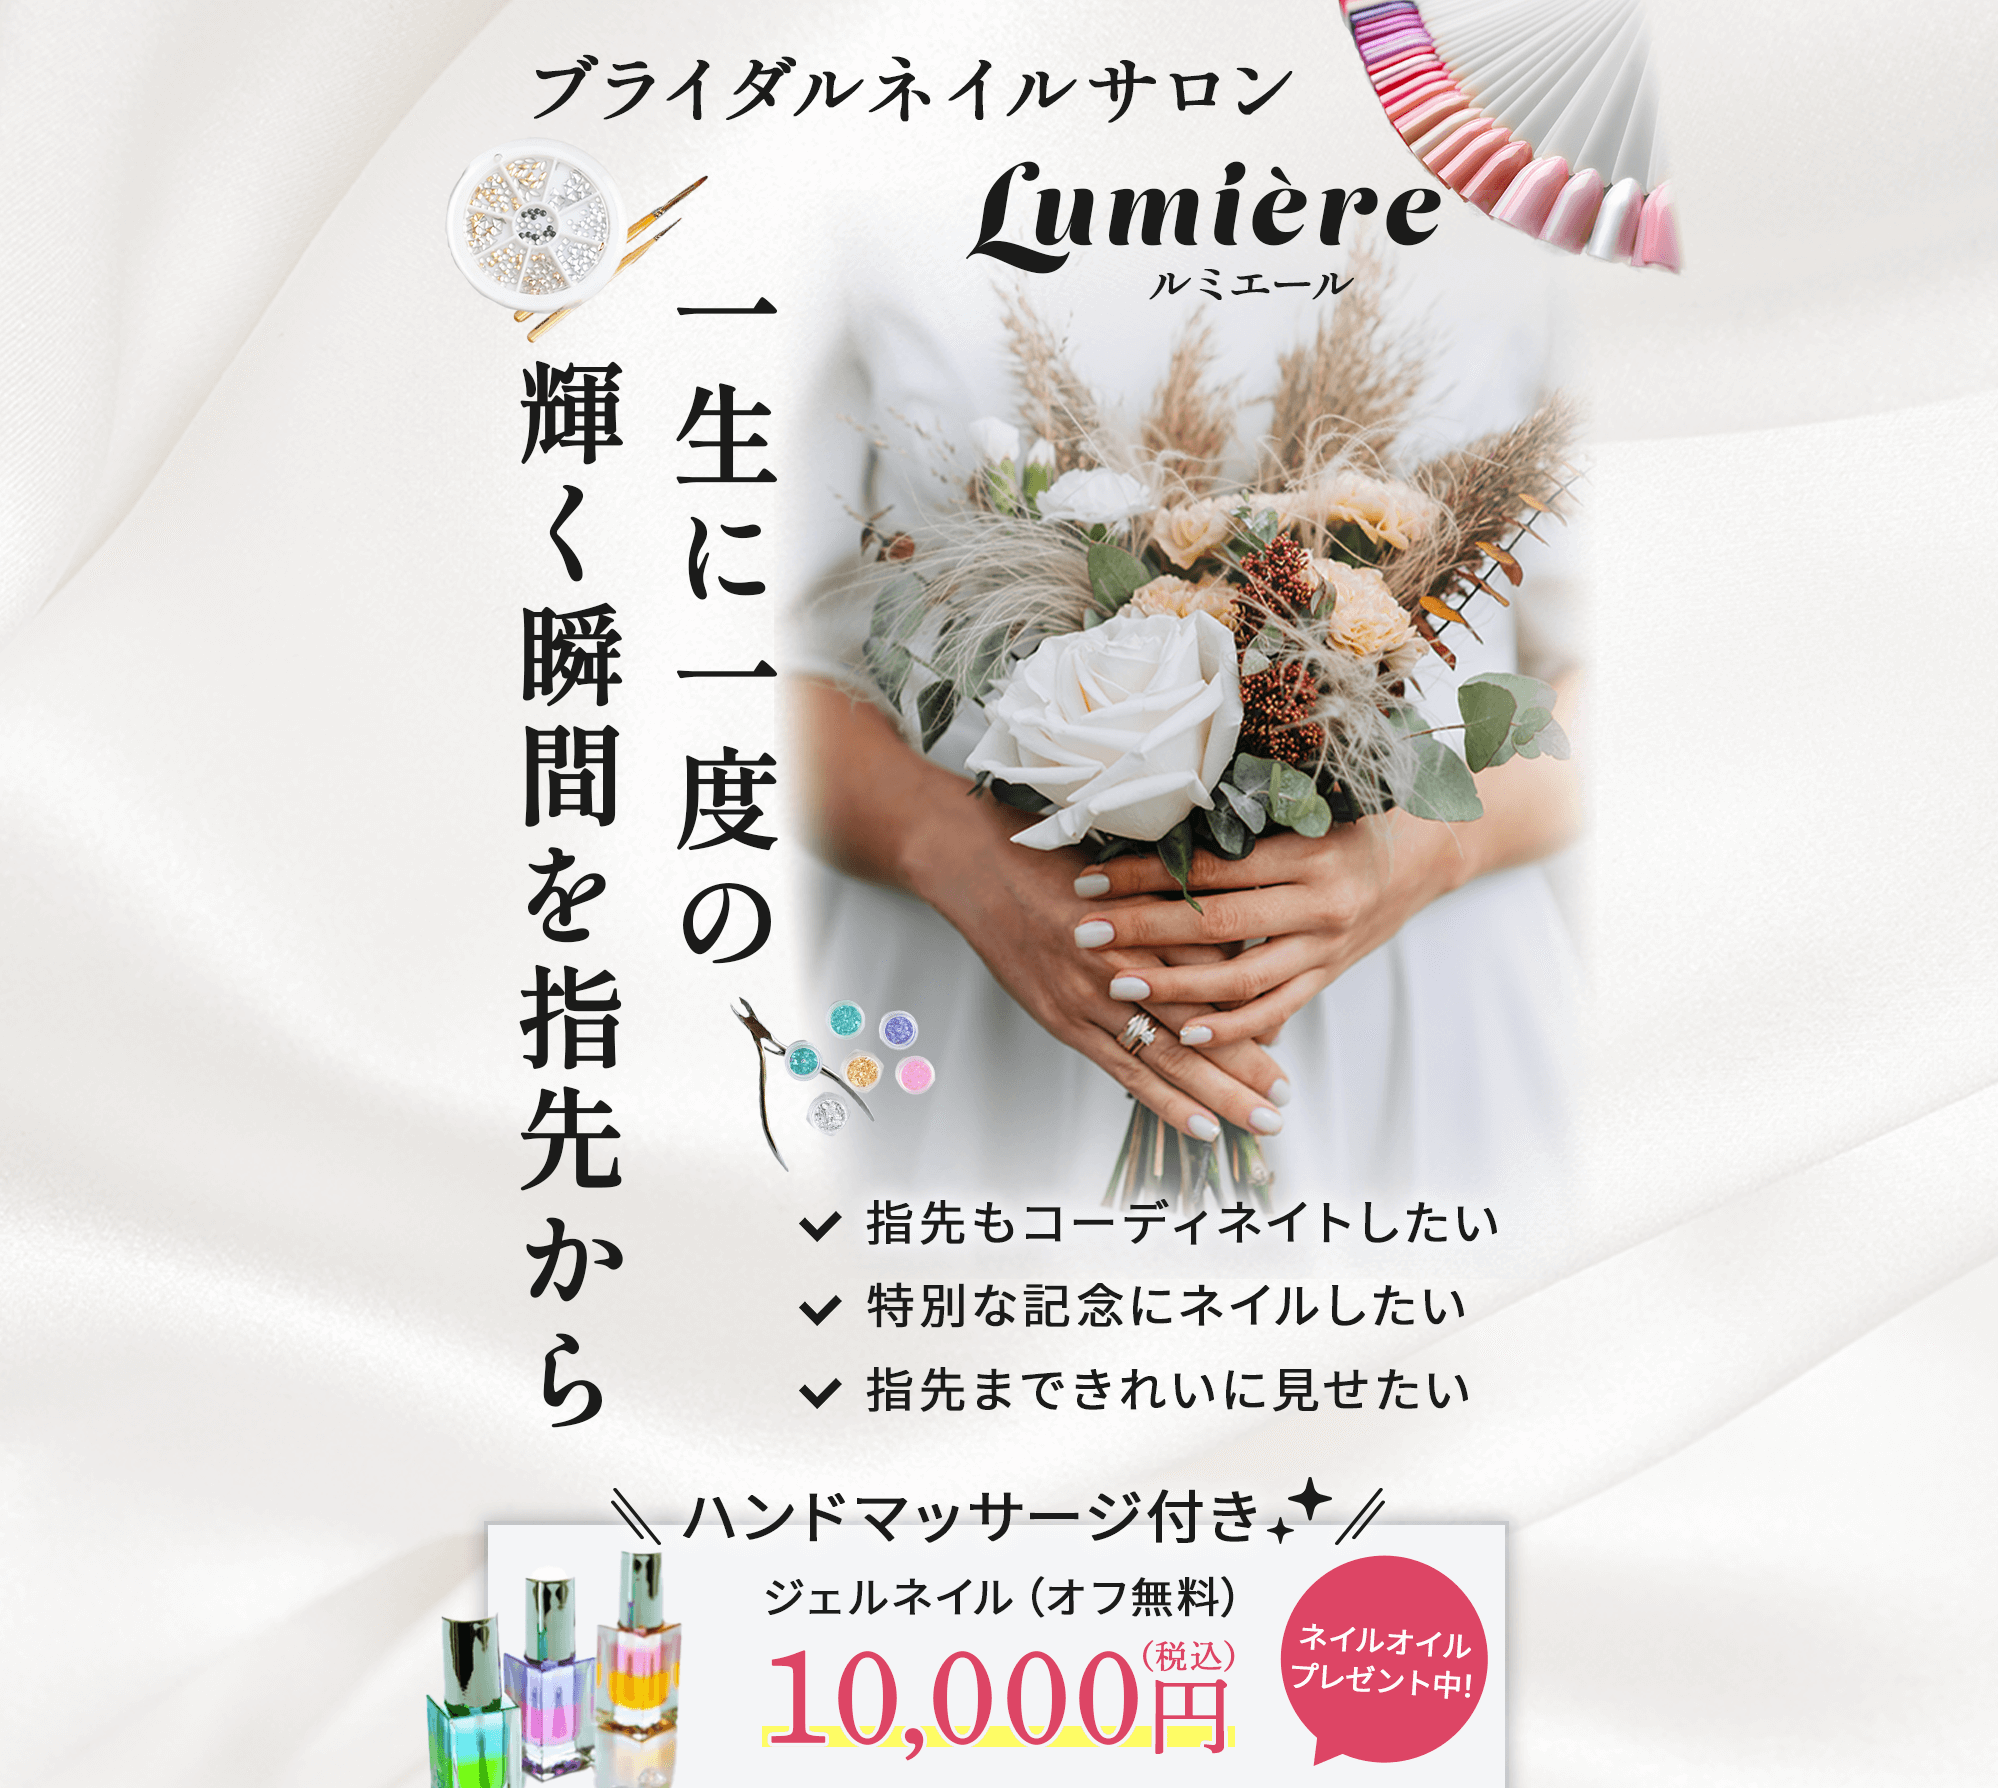 ブライダルネイルサロン
Lumière
ルミエール
一生に一度の
輝く瞬間を指先から
指先もコーディネイトしたい
特別な記念にネイルしたい
指先まできれいに見せたい
ハンドマッサージ付き
ジェルネイル（オフ無料）
10,000円（税込）
ネイルオイル
プレゼント中!